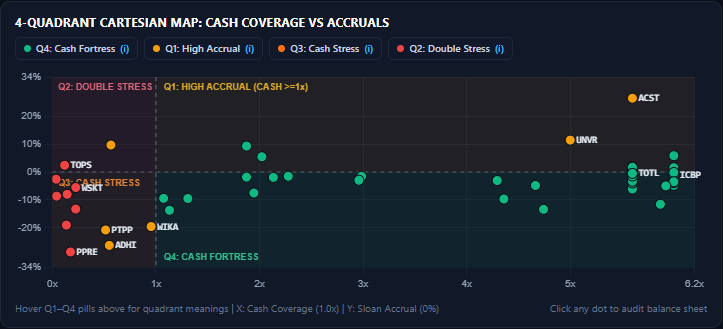 4-QUADRANT CARTESIAN MAP: CASH COVERAGE VS ACCRUALS
Q4: Cash Fortress (i)
Q1: High Accrual (i)
Q3: Cash Stress (i)
Q2: Double Stress (i)
34%
Q2: DOUBLE STRESS
Q1: HIGH ACCRUAL (CASH >=1x)
ACST
20%
UNVR
10%
TOPS
0%
TOTL
ICBP
Q3: CASH STRESS
WSKT
-10%
-20%
PTPP
WIKA
ADHI
PPRE
Q4: CASH FORTRESS
-34%
0x
1x
2x
3x
4x
5x
6.2x
Hover Q1–Q4 pills above for quadrant meanings | X: Cash Coverage (1.0x) | Y: Sloan Accrual (0%)
Click any dot to audit balance sheet